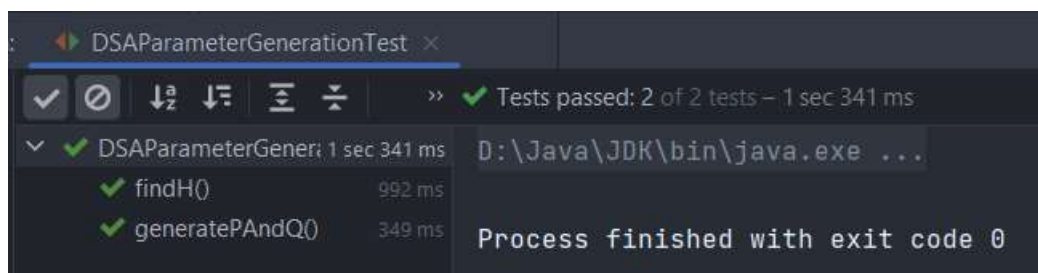 : DSAParameterGenerationTest ×
» Tests passed: 2 of 2 tests – 1 sec 341 ms
DSAParameterGener 1 sec 341 ms
findH() 992 ms
generatePAndQ() 349 ms
D:\Java\JDK\bin\java.exe ...
Process finished with exit code 0